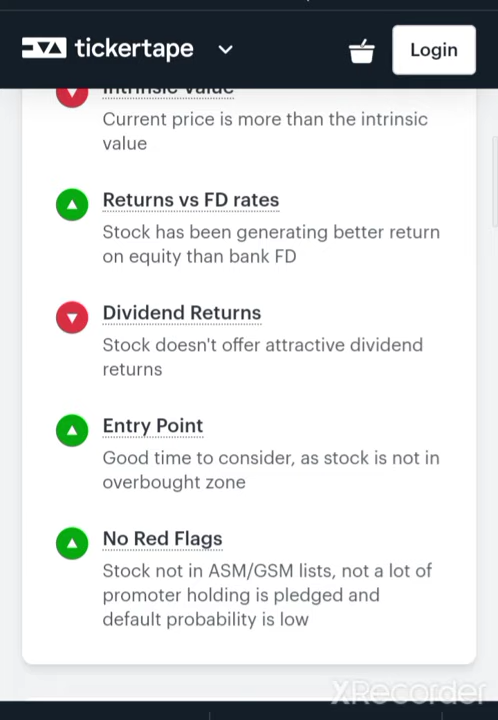 tickertape
Login
Intrinsic Value
Current price is more than the intrinsic
value
Returns vs FD rates
Stock has been generating better return
on equity than bank FD
Dividend Returns
Stock doesn't offer attractive dividend
returns
Entry Point
Good time to consider, as stock is not in
overbought zone
No Red Flags
Stock not in ASM/GSM lists, not a lot of
promoter holding is pledged and
default probability is low
XRecorder